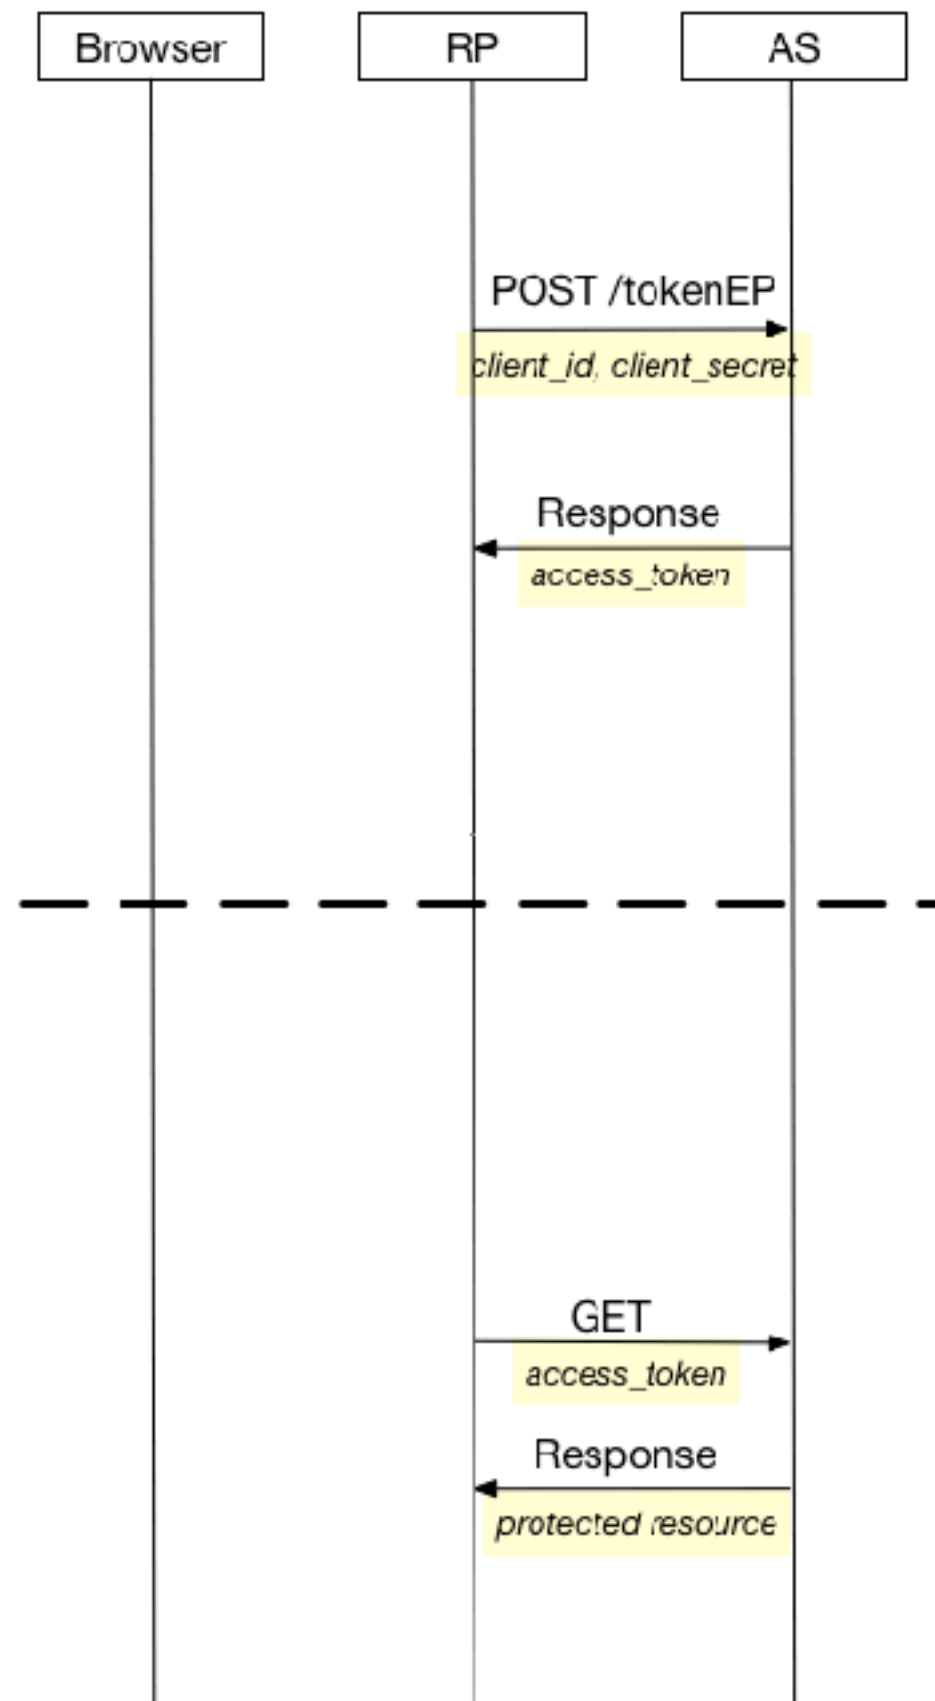 Browser
RP
AS
POST /tokenEP
client_id, client_secret
Response
access_token
GET
access_token
Response
protected resource